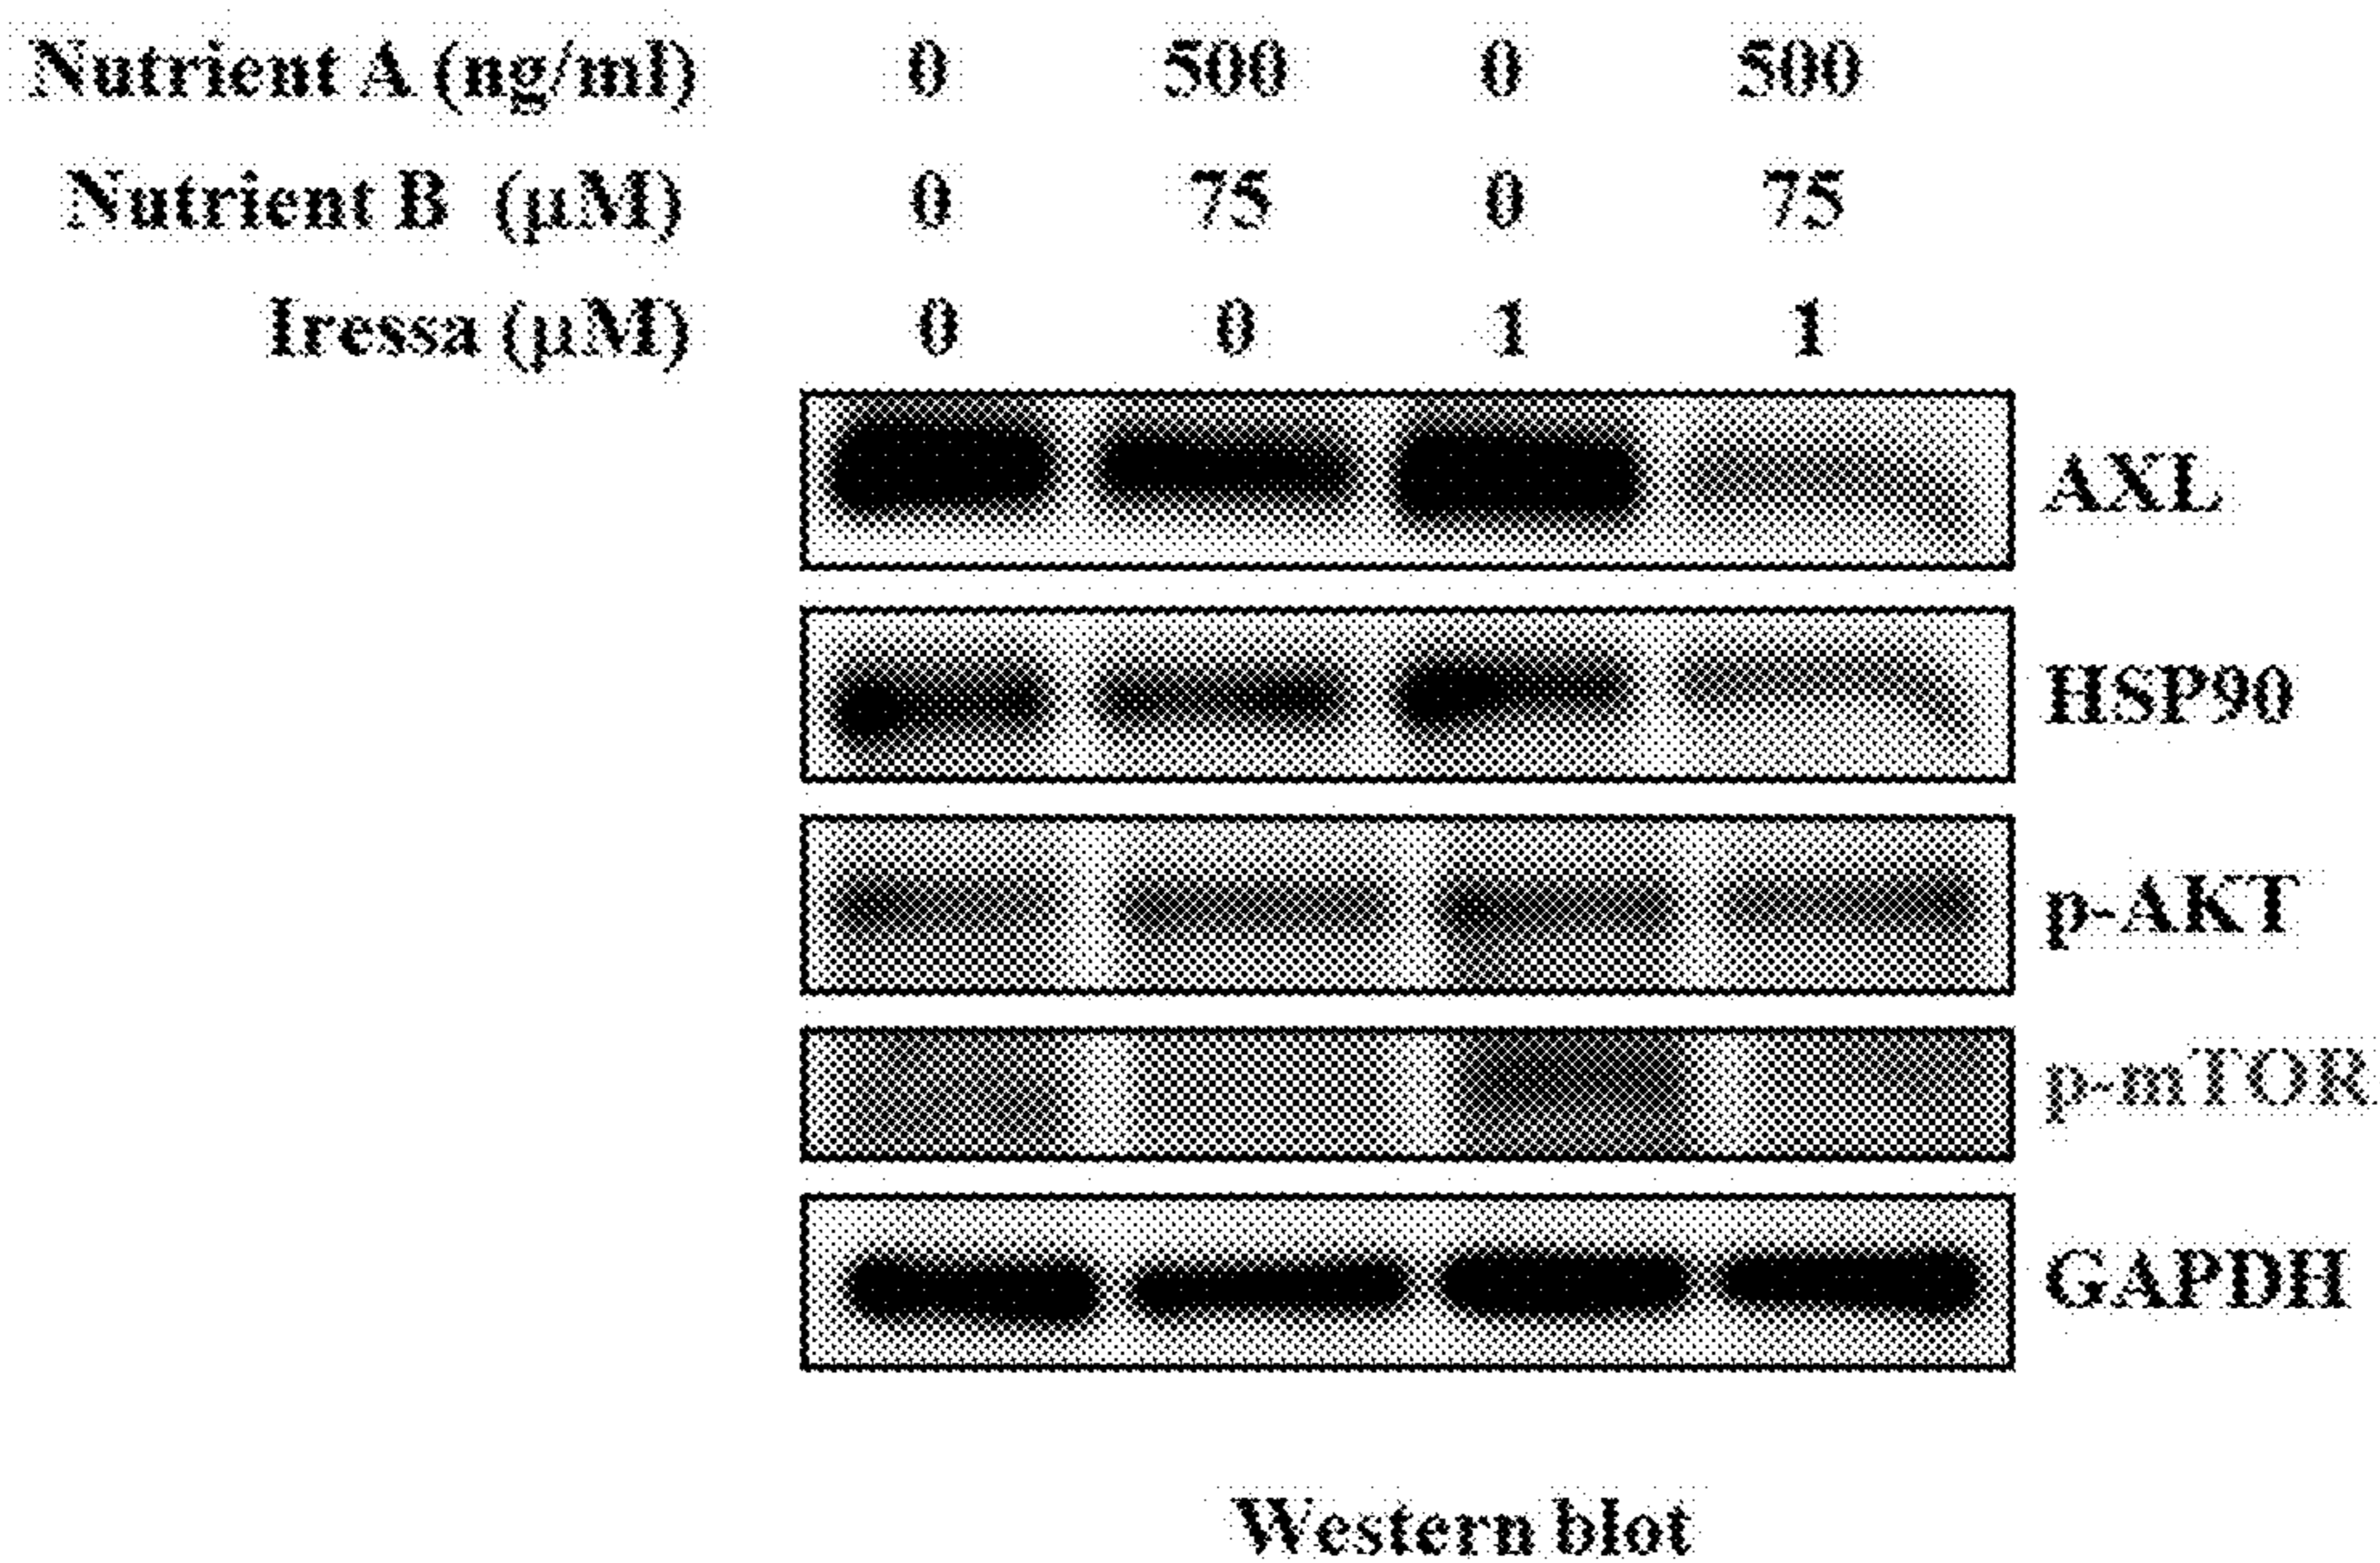 Nutrient A (ng/ml) 0 500 0 500
Nutrient B (μM) 0 75 0 75
Iressa (μM) 0 0 1 1
AXL
HSP90
p-AKT
p-mTOR
GAPDH
Western blot